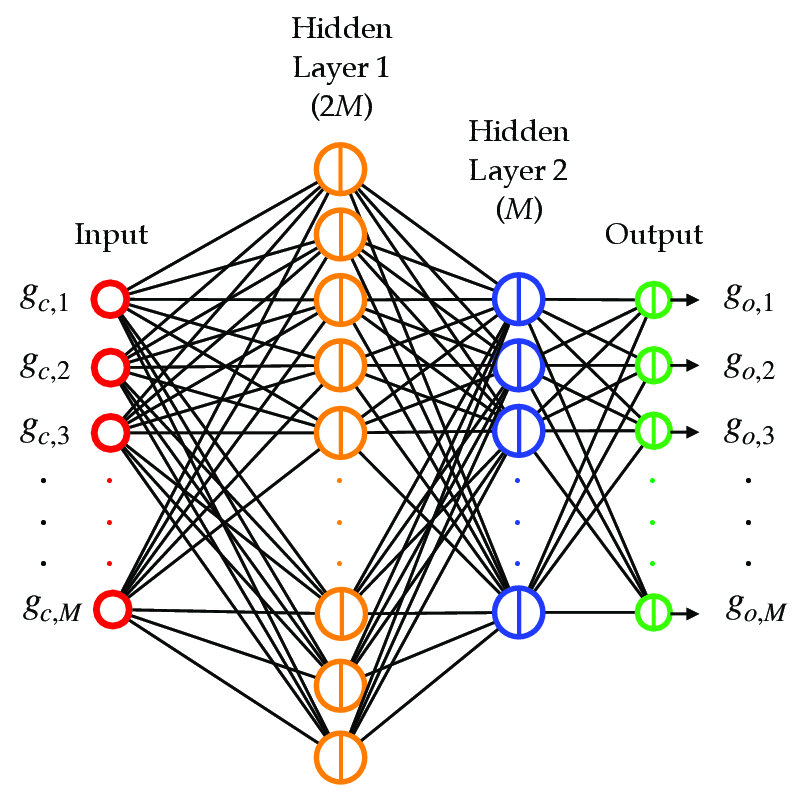 Hidden
Layer 1
(2M)
Hidden
Layer 2
(M)
Input
Output
g_{c,1}
g_{c,2}
g_{c,3}
g_{c,M}
g_{o,1}
g_{o,2}
g_{o,3}
g_{o,M}